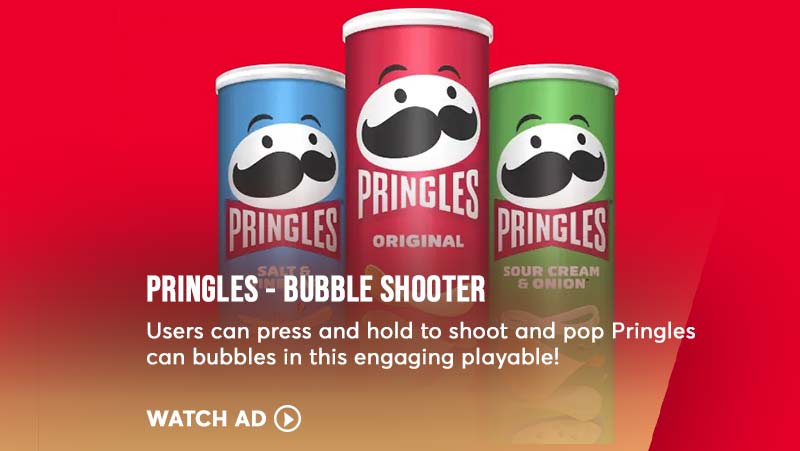 PRINGLES
PRINGLES
PRINGLES
ORIGINAL
SALT &
SOUR CREAM
& ONION
PRINGLES - BUBBLE SHOOTER
Users can press and hold to shoot and pop Pringles
can bubbles in this engaging playable!
WATCH AD